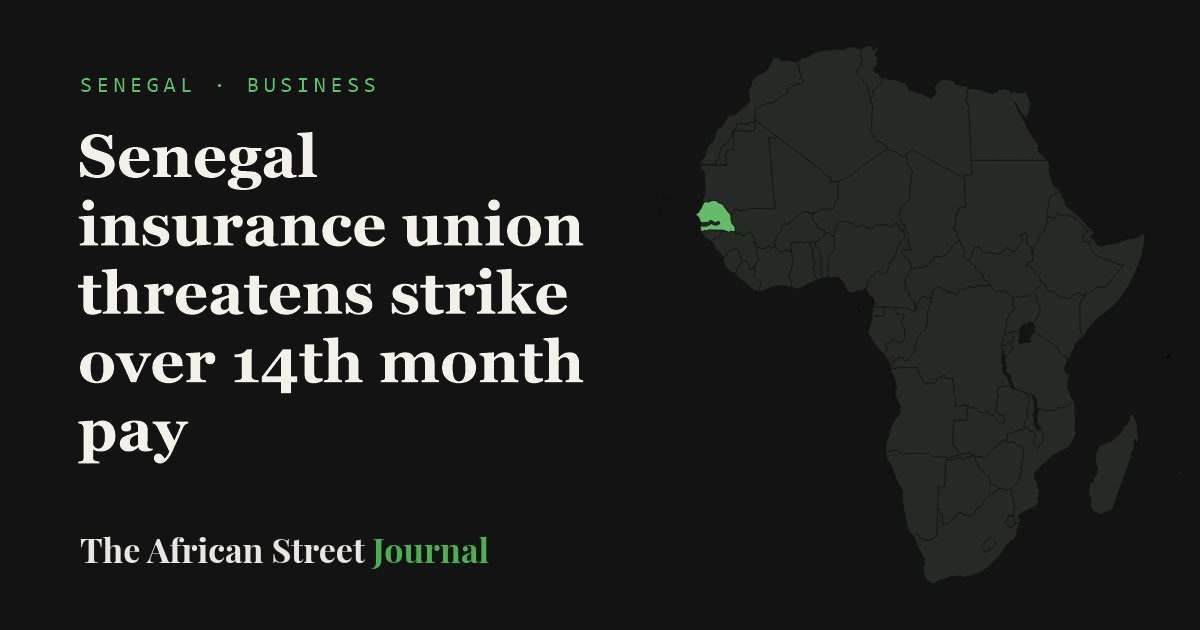 SENEGAL · BUSINESS
Senegal
insurance union
threatens strike
over 14th month
pay
The African Street Journal